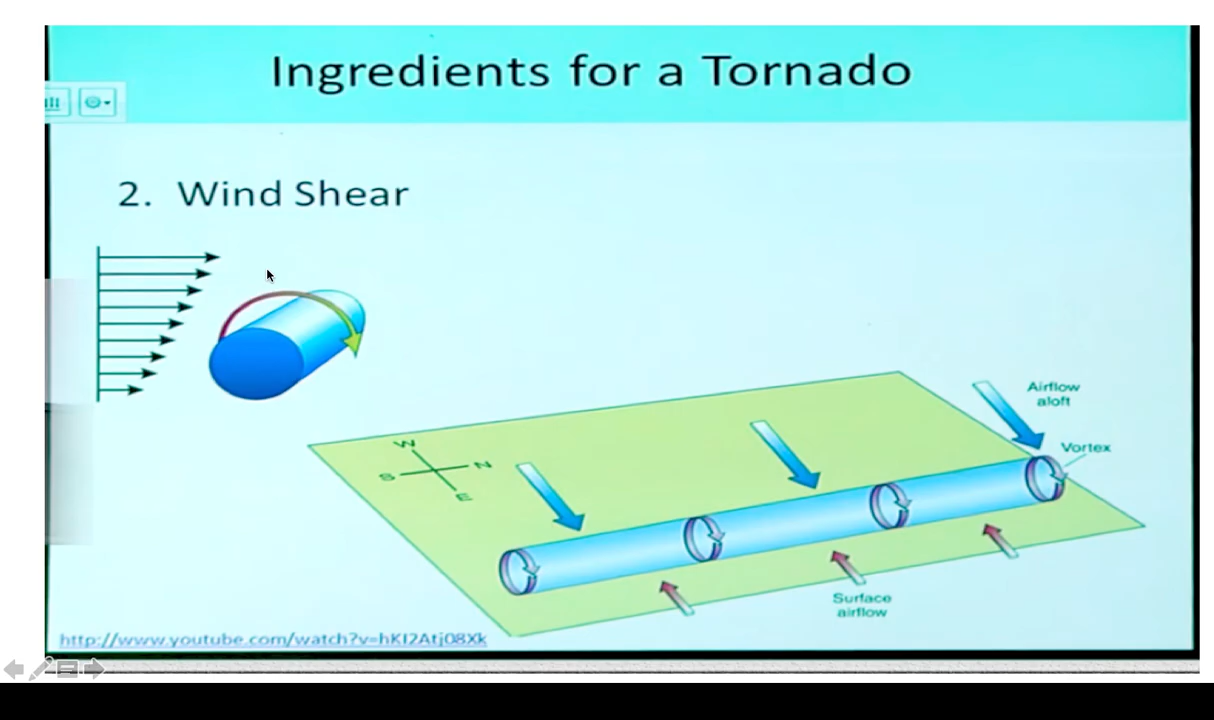 Ingredients for a Tornado
2. Wind Shear
Airflow
aloft
Vortex
W
S
N
E
Surface
airflow
http://www.youtube.com/watch?v=hKI2Atj08Xk